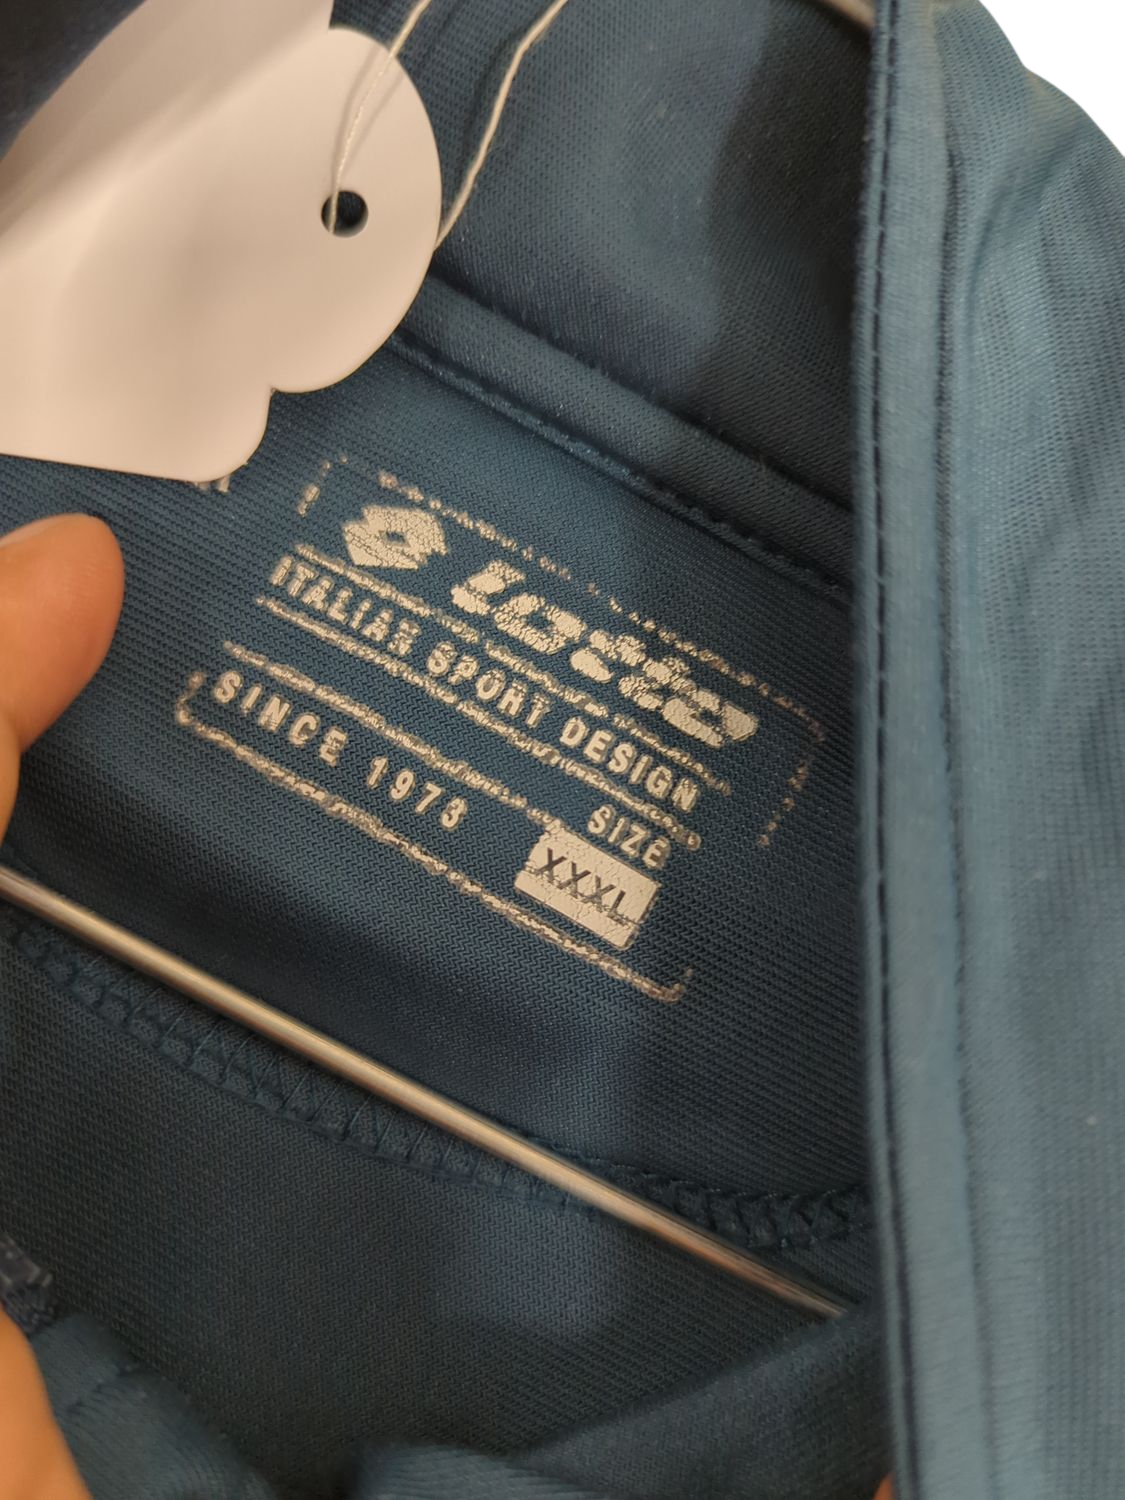 Lotto
ITALIAN SPORT DESIGN
SINCE 1973
SIZE
XXXL